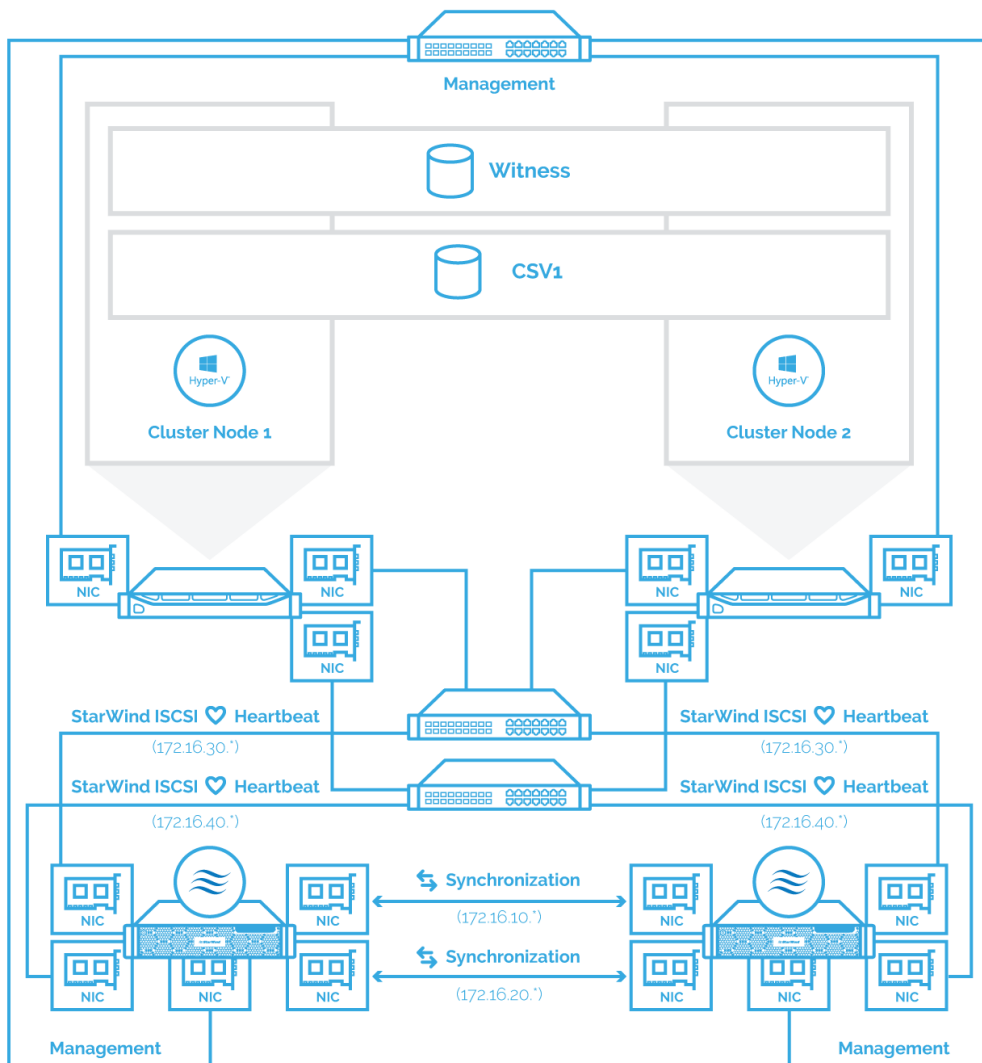 Management
Witness
CSV1
Hyper-V
Hyper-V
Cluster Node 1
Cluster Node 2
NIC
NIC
NIC
NIC
NIC
NIC
StarWind ISCSI Heartbeat
StarWind ISCSI Heartbeat
(172.16.30.*)
(172.16.30.*)
StarWind ISCSI Heartbeat
StarWind ISCSI Heartbeat
(172.16.40.*)
(172.16.40.*)
Synchronization
(172.16.10.*)
NIC
NIC
NIC
NIC
StarWind
StarWind
Synchronization
(172.16.20.*)
NIC
NIC
NIC
NIC
NIC
NIC
Management
Management